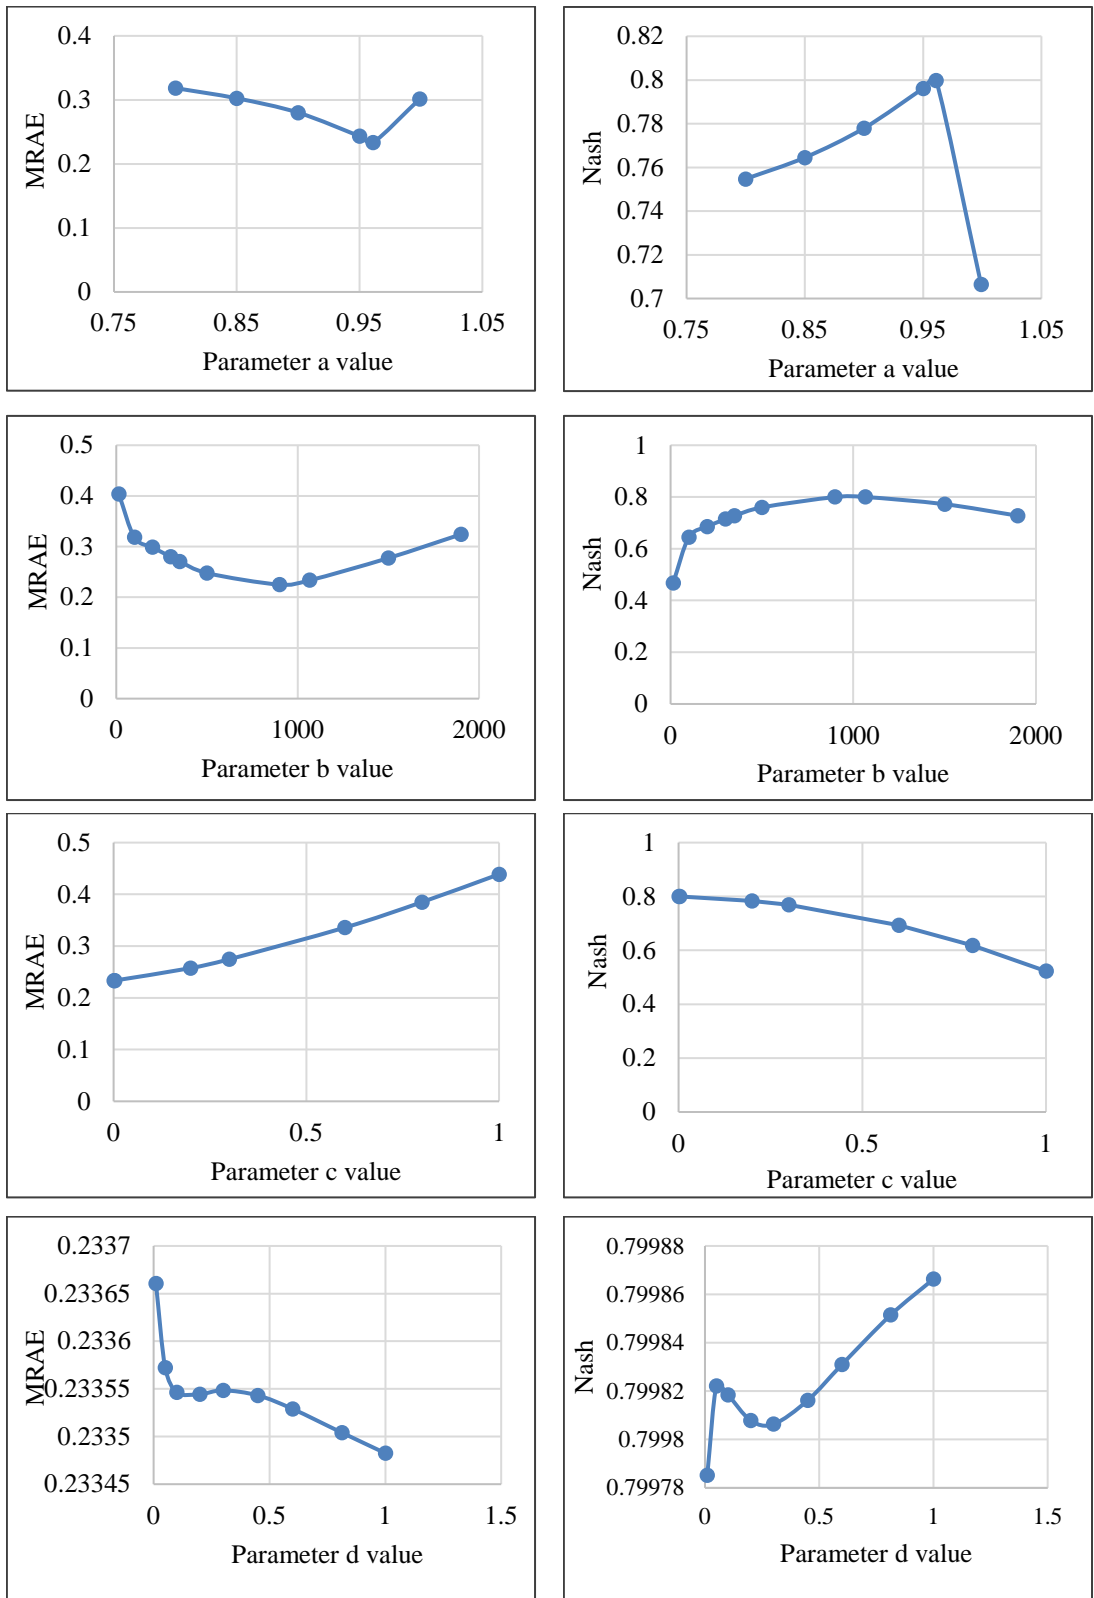 0.4
0.3
0.2
0.1
0
MRAE
0.75 0.85 0.95 1.05
Parameter a value
0.82
0.8
0.78
0.76
0.74
0.72
0.7
Nash
0.75 0.85 0.95 1.05
Parameter a value
0.5
0.4
0.3
0.2
0.1
0
MRAE
0 1000 2000
Parameter b value
1
0.8
0.6
0.4
0.2
0
Nash
0 1000 2000
Parameter b value
0.5
0.4
0.3
0.2
0.1
0
MRAE
0 0.5 1
Parameter c value
1
0.8
0.6
0.4
0.2
0
Nash
0 0.5 1
Parameter c value
0.2337
0.23365
0.2336
0.23355
0.2335
0.23345
MRAE
0 0.5 1 1.5
Parameter d value
0.79988
0.79986
0.79984
0.79982
0.7998
0.79978
Nash
0 0.5 1 1.5
Parameter d value